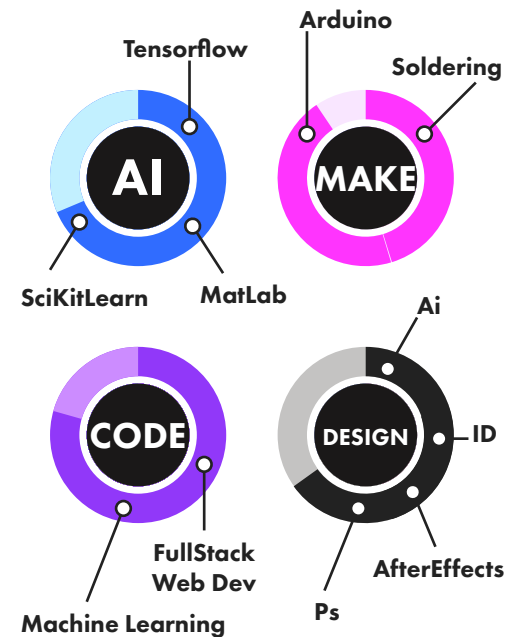 Arduino
Tensorflow
Soldering
AI
MAKE
SciKitLearn
MatLab
Ai
CODE
DESIGN
ID
FullStack
Web Dev
AfterEffects
Ps
Machine Learning